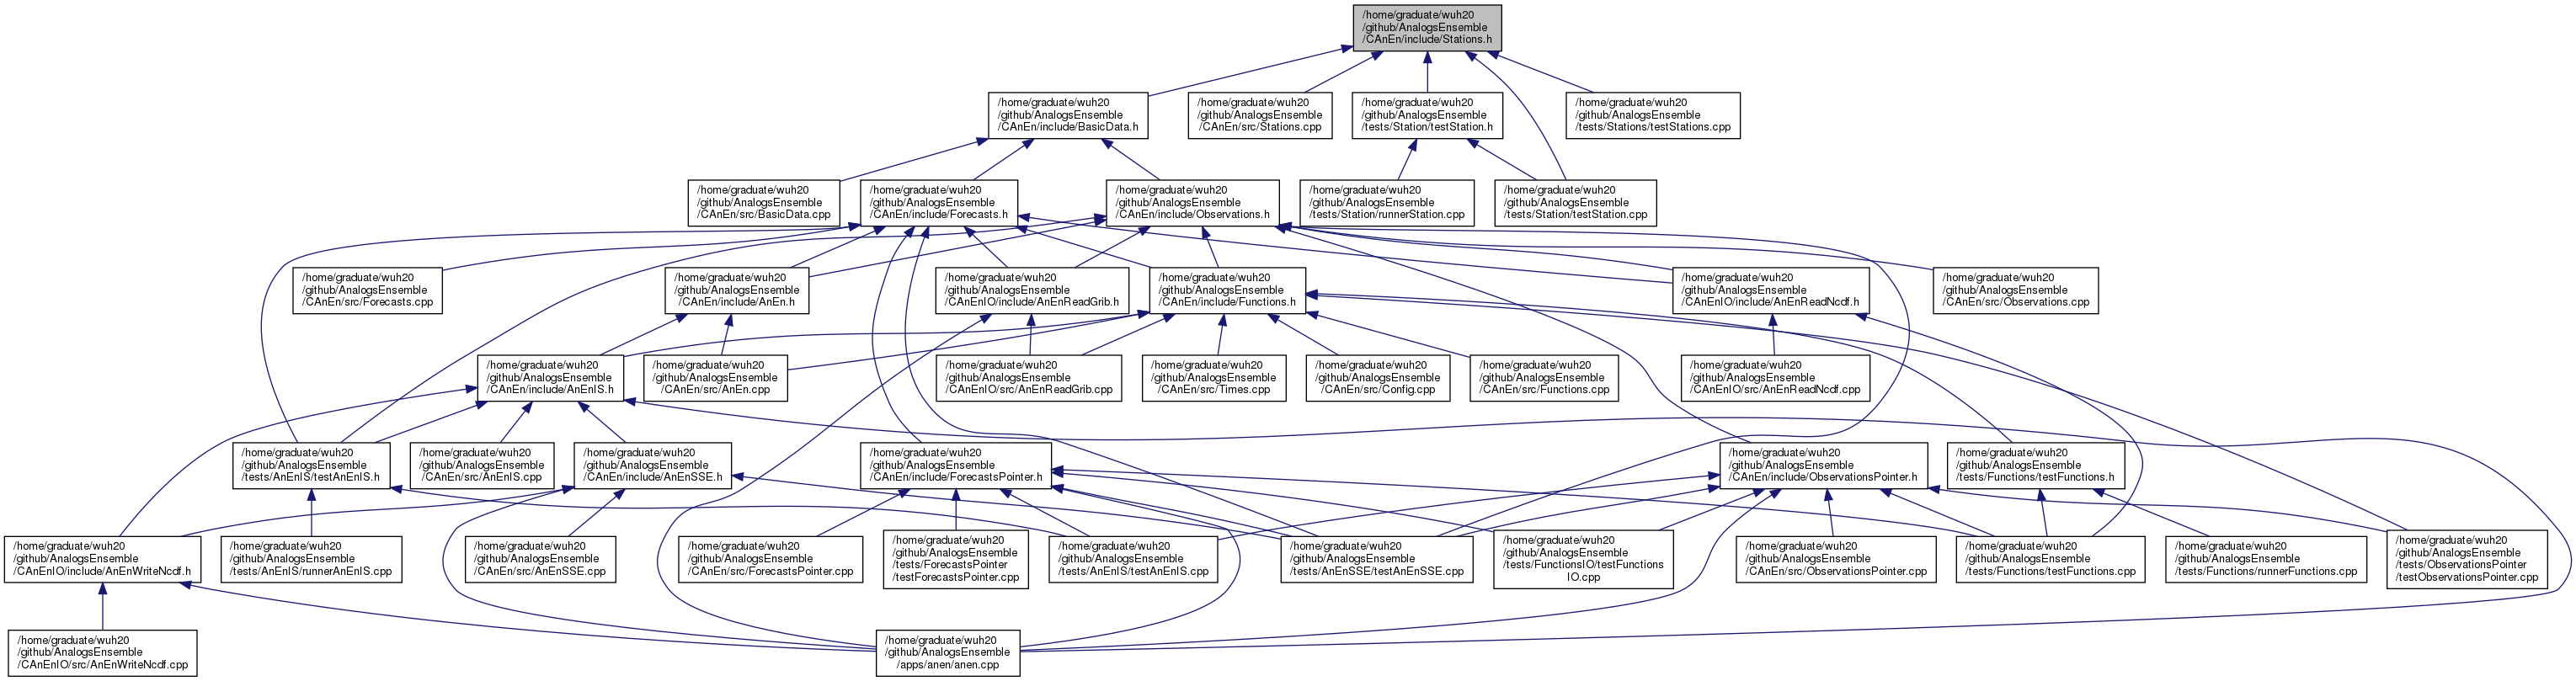 /home/graduate/wuh20
/github/AnalogsEnsemble
/CAnEn/include/Stations.h
/home/graduate/wuh20
/github/AnalogsEnsemble
/CAnEn/include/BasicData.h
/home/graduate/wuh20
/github/AnalogsEnsemble
/CAnEn/src/Stations.cpp
/home/graduate/wuh20
/github/AnalogsEnsemble
/tests/Station/testStation.h
/home/graduate/wuh20
/github/AnalogsEnsemble
/tests/Stations/testStations.cpp
/home/graduate/wuh20
/github/AnalogsEnsemble
/CAnEn/src/BasicData.cpp
/home/graduate/wuh20
/github/AnalogsEnsemble
/CAnEn/include/Forecasts.h
/home/graduate/wuh20
/github/AnalogsEnsemble
/CAnEn/include/Observations.h
/home/graduate/wuh20
/github/AnalogsEnsemble
/tests/Station/runnerStation.cpp
/home/graduate/wuh20
/github/AnalogsEnsemble
/tests/Station/testStation.cpp
/home/graduate/wuh20
/github/AnalogsEnsemble
/CAnEn/src/Forecasts.cpp
/home/graduate/wuh20
/github/AnalogsEnsemble
/CAnEn/include/AnEn.h
/home/graduate/wuh20
/github/AnalogsEnsemble
/CAnEnIO/include/AnEnReadGrib.h
/home/graduate/wuh20
/github/AnalogsEnsemble
/CAnEn/include/Functions.h
/home/graduate/wuh20
/github/AnalogsEnsemble
/CAnEnIO/include/AnEnReadNcdf.h
/home/graduate/wuh20
/github/AnalogsEnsemble
/CAnEn/src/Observations.cpp
/home/graduate/wuh20
/github/AnalogsEnsemble
/CAnEn/include/AnEnIS.h
/home/graduate/wuh20
/github/AnalogsEnsemble
/CAnEn/src/AnEn.cpp
/home/graduate/wuh20
/github/AnalogsEnsemble
/CAnEnIO/src/AnEnReadGrib.cpp
/home/graduate/wuh20
/github/AnalogsEnsemble
/CAnEn/src/Times.cpp
/home/graduate/wuh20
/github/AnalogsEnsemble
/CAnEn/src/Config.cpp
/home/graduate/wuh20
/github/AnalogsEnsemble
/CAnEn/src/Functions.cpp
/home/graduate/wuh20
/github/AnalogsEnsemble
/CAnEnIO/src/AnEnReadNcdf.cpp
/home/graduate/wuh20
/github/AnalogsEnsemble
/tests/AnEnIS/testAnEnIS.h
/home/graduate/wuh20
/github/AnalogsEnsemble
/CAnEn/src/AnEnIS.cpp
/home/graduate/wuh20
/github/AnalogsEnsemble
/CAnEn/include/AnEnSSE.h
/home/graduate/wuh20
/github/AnalogsEnsemble
/CAnEn/include/ForecastsPointer.h
/home/graduate/wuh20
/github/AnalogsEnsemble
/CAnEn/include/ObservationsPointer.h
/home/graduate/wuh20
/github/AnalogsEnsemble
/tests/Functions/testFunctions.h
/home/graduate/wuh20
/github/AnalogsEnsemble
/CAnEnIO/include/AnEnWriteNcdf.h
/home/graduate/wuh20
/github/AnalogsEnsemble
/tests/AnEnIS/runnerAnEnIS.cpp
/home/graduate/wuh20
/github/AnalogsEnsemble
/CAnEn/src/AnEnSSE.cpp
/home/graduate/wuh20
/github/AnalogsEnsemble
/CAnEn/src/ForecastsPointer.cpp
/home/graduate/wuh20
/github/AnalogsEnsemble
/tests/ForecastsPointer
/testForecastsPointer.cpp
/home/graduate/wuh20
/github/AnalogsEnsemble
/tests/AnEnIS/testAnEnIS.cpp
/home/graduate/wuh20
/github/AnalogsEnsemble
/tests/AnEnSSE/testAnEnSSE.cpp
/home/graduate/wuh20
/github/AnalogsEnsemble
/tests/FunctionsIO/testFunctions
IO.cpp
/home/graduate/wuh20
/github/AnalogsEnsemble
/CAnEn/src/ObservationsPointer.cpp
/home/graduate/wuh20
/github/AnalogsEnsemble
/tests/Functions/testFunctions.cpp
/home/graduate/wuh20
/github/AnalogsEnsemble
/tests/Functions/runnerFunctions.cpp
/home/graduate/wuh20
/github/AnalogsEnsemble
/tests/ObservationsPointer
/testObservationsPointer.cpp
/home/graduate/wuh20
/github/AnalogsEnsemble
/CAnEnIO/src/AnEnWriteNcdf.cpp
/home/graduate/wuh20
/github/AnalogsEnsemble
/apps/anen/anen.cpp